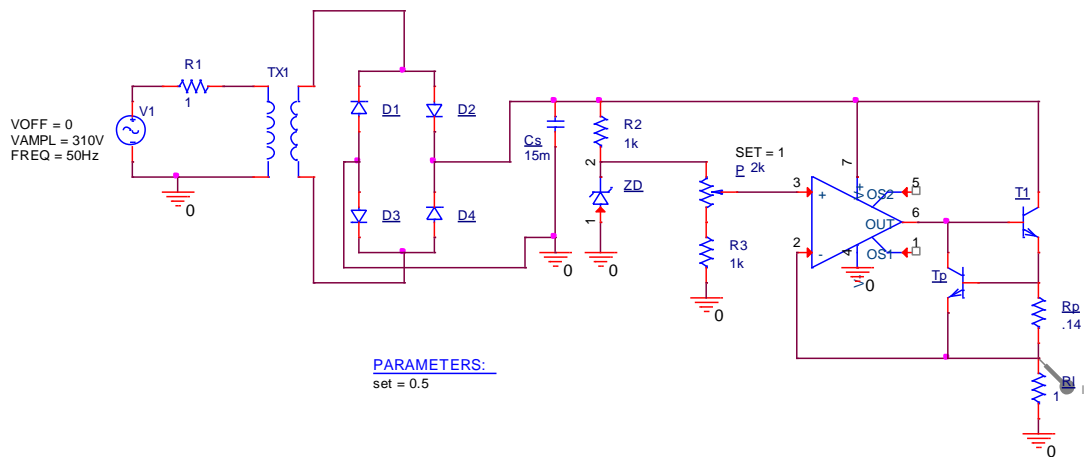 R1
1
TX1
V1
VOFF = 0
VAMPL = 310V
FREQ = 50Hz
0
D1
D2
D3
D4
Cs
15m
0
R2
1k
2
ZD
1
0
SET = 1
P 2k
R3
1k
0
3
+
2
-
7
V+
5
OS2
6
OUT
1
OS1
4
V-
0
T1
Tp
Rp
.14
Rl
1
I
0
PARAMETERS:
set = 0.5